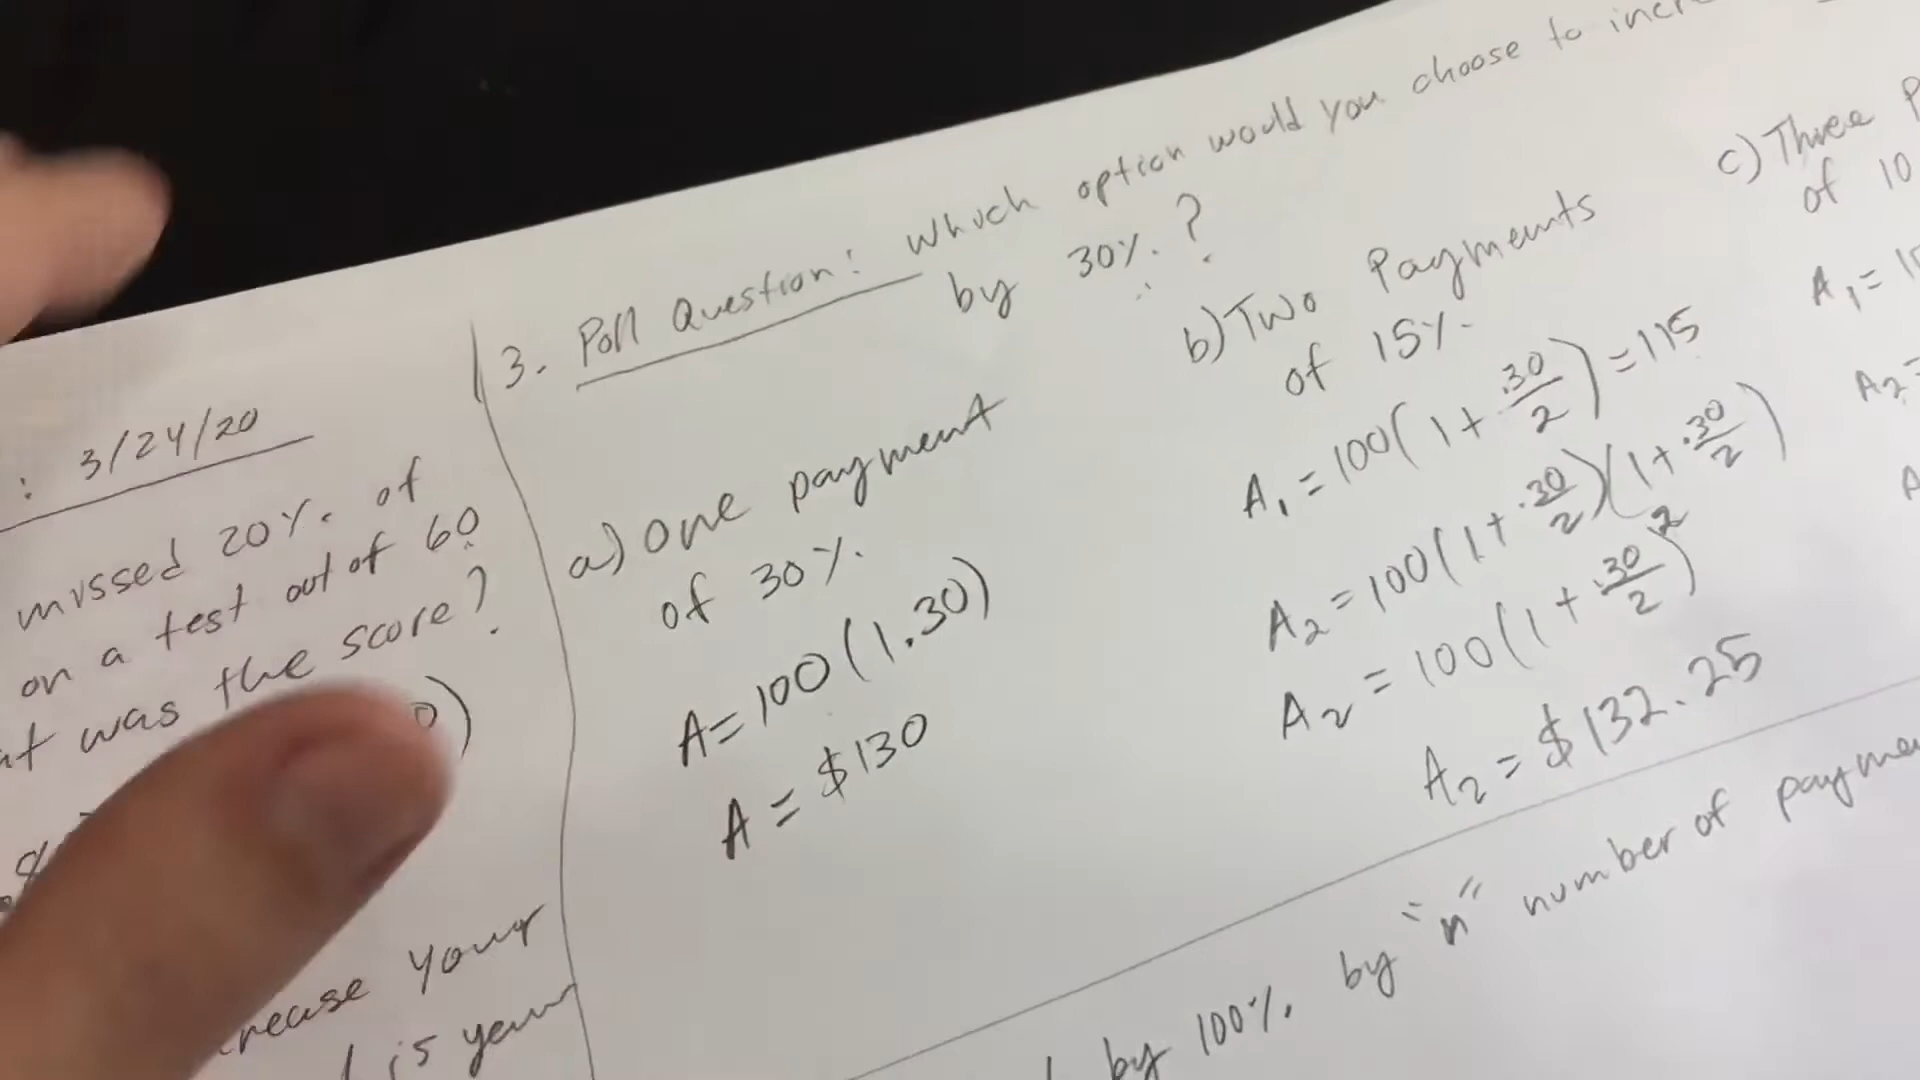 : 3/24/20
missed 20% of
on a test out of 60
was the score?
your
is
3. Poll Question: Which option would you choose to
by 30%?
a) One payment
of 30%.
A = 100(1.30)
A = $130
b) Two Payments
of 15%.
A₁ = 100(1 + .30/2) = 115
A₂ = 100(1 + .30/2)(1 + .30/2)
A₂ = 100(1 + .30/2)²
A₂ = $132.25
c) Three
of 10
A₁ =
A₂ =
A
by 100%. by "n" number of